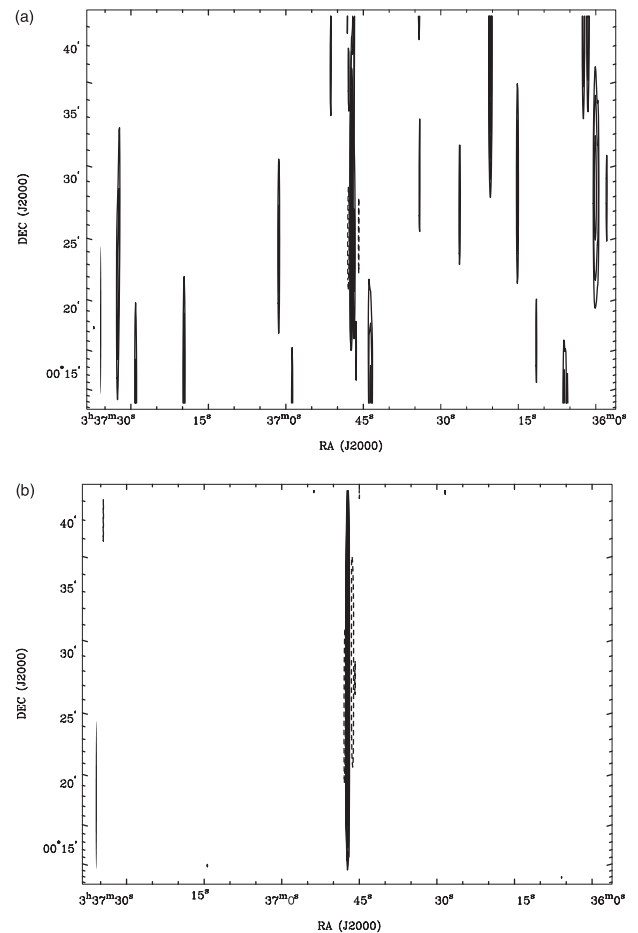 (a)
40′
35′
30′
25′
20′
00°15′
DEC (J2000)
3ʰ37ᵐ30ˢ 15ˢ 37ᵐ0ˢ 45ˢ 30ˢ 15ˢ 36ᵐ0ˢ
RA (J2000)
(b)
40′
35′
30′
25′
20′
00°15′
DEC (J2000)
3ʰ37ᵐ30ˢ 15ˢ 37ᵐ0ˢ 45ˢ 30ˢ 15ˢ 36ᵐ0ˢ
RA (J2000)